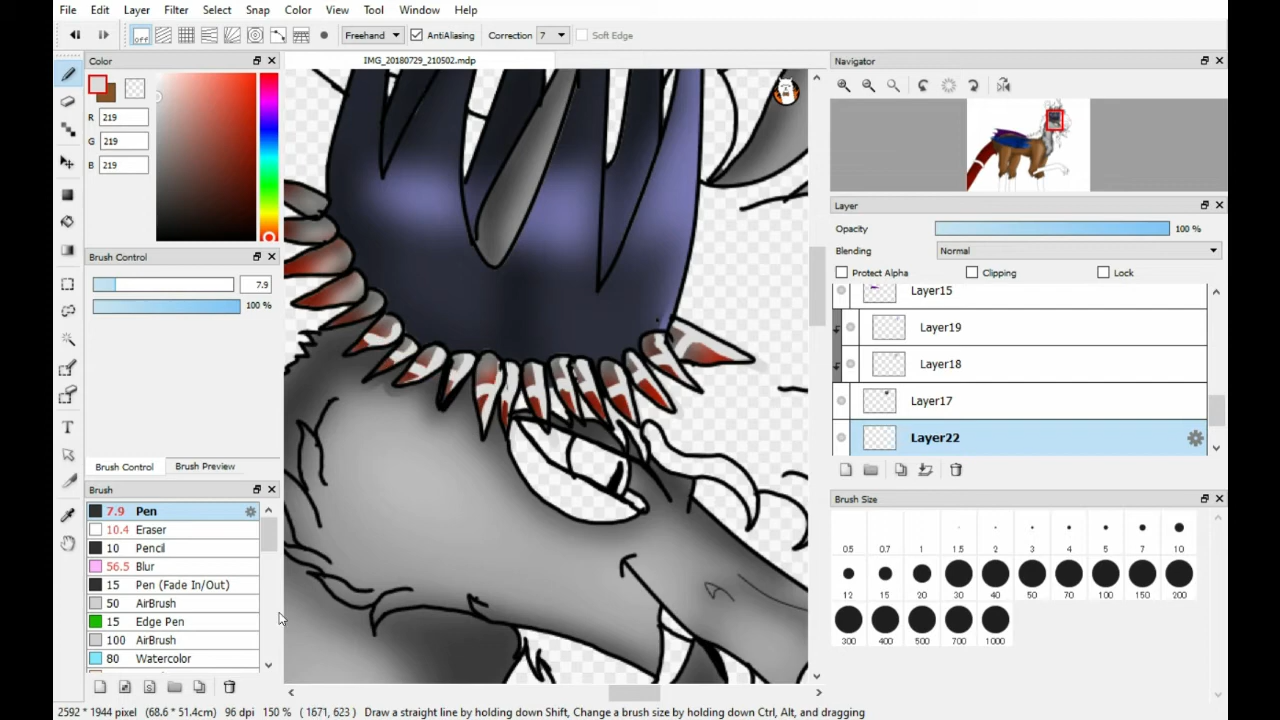 File Edit Layer Filter Select Snap Color View Tool Window Help
off Freehand AntiAliasing Correction 7 Soft Edge
Color
R 219
G 219
B 219
Brush Control
7.9
100 %
Brush Control Brush Preview
Brush
7.9 Pen
10.4 Eraser
10 Pencil
56.5 Blur
15 Pen (Fade In/Out)
50 AirBrush
15 Edge Pen
100 AirBrush
80 Watercolor
IMG_20180729_210502.mdp
Navigator
Layer
Opacity 100 %
Blending Normal
Protect Alpha Clipping Lock
Layer15
Layer19
Layer18
Layer17
Layer22
Brush Size
0.5 0.7 1 1.5 2 3 4 5 7 10
12 15 20 30 40 50 70 100 150 200
300 400 500 700 1000
2592 * 1944 pixel (68.6 * 51.4cm) 96 dpi 150 % ( 1671, 623 ) Draw a straight line by holding down Shift, Change a brush size by holding down Ctrl, Alt, and dragging